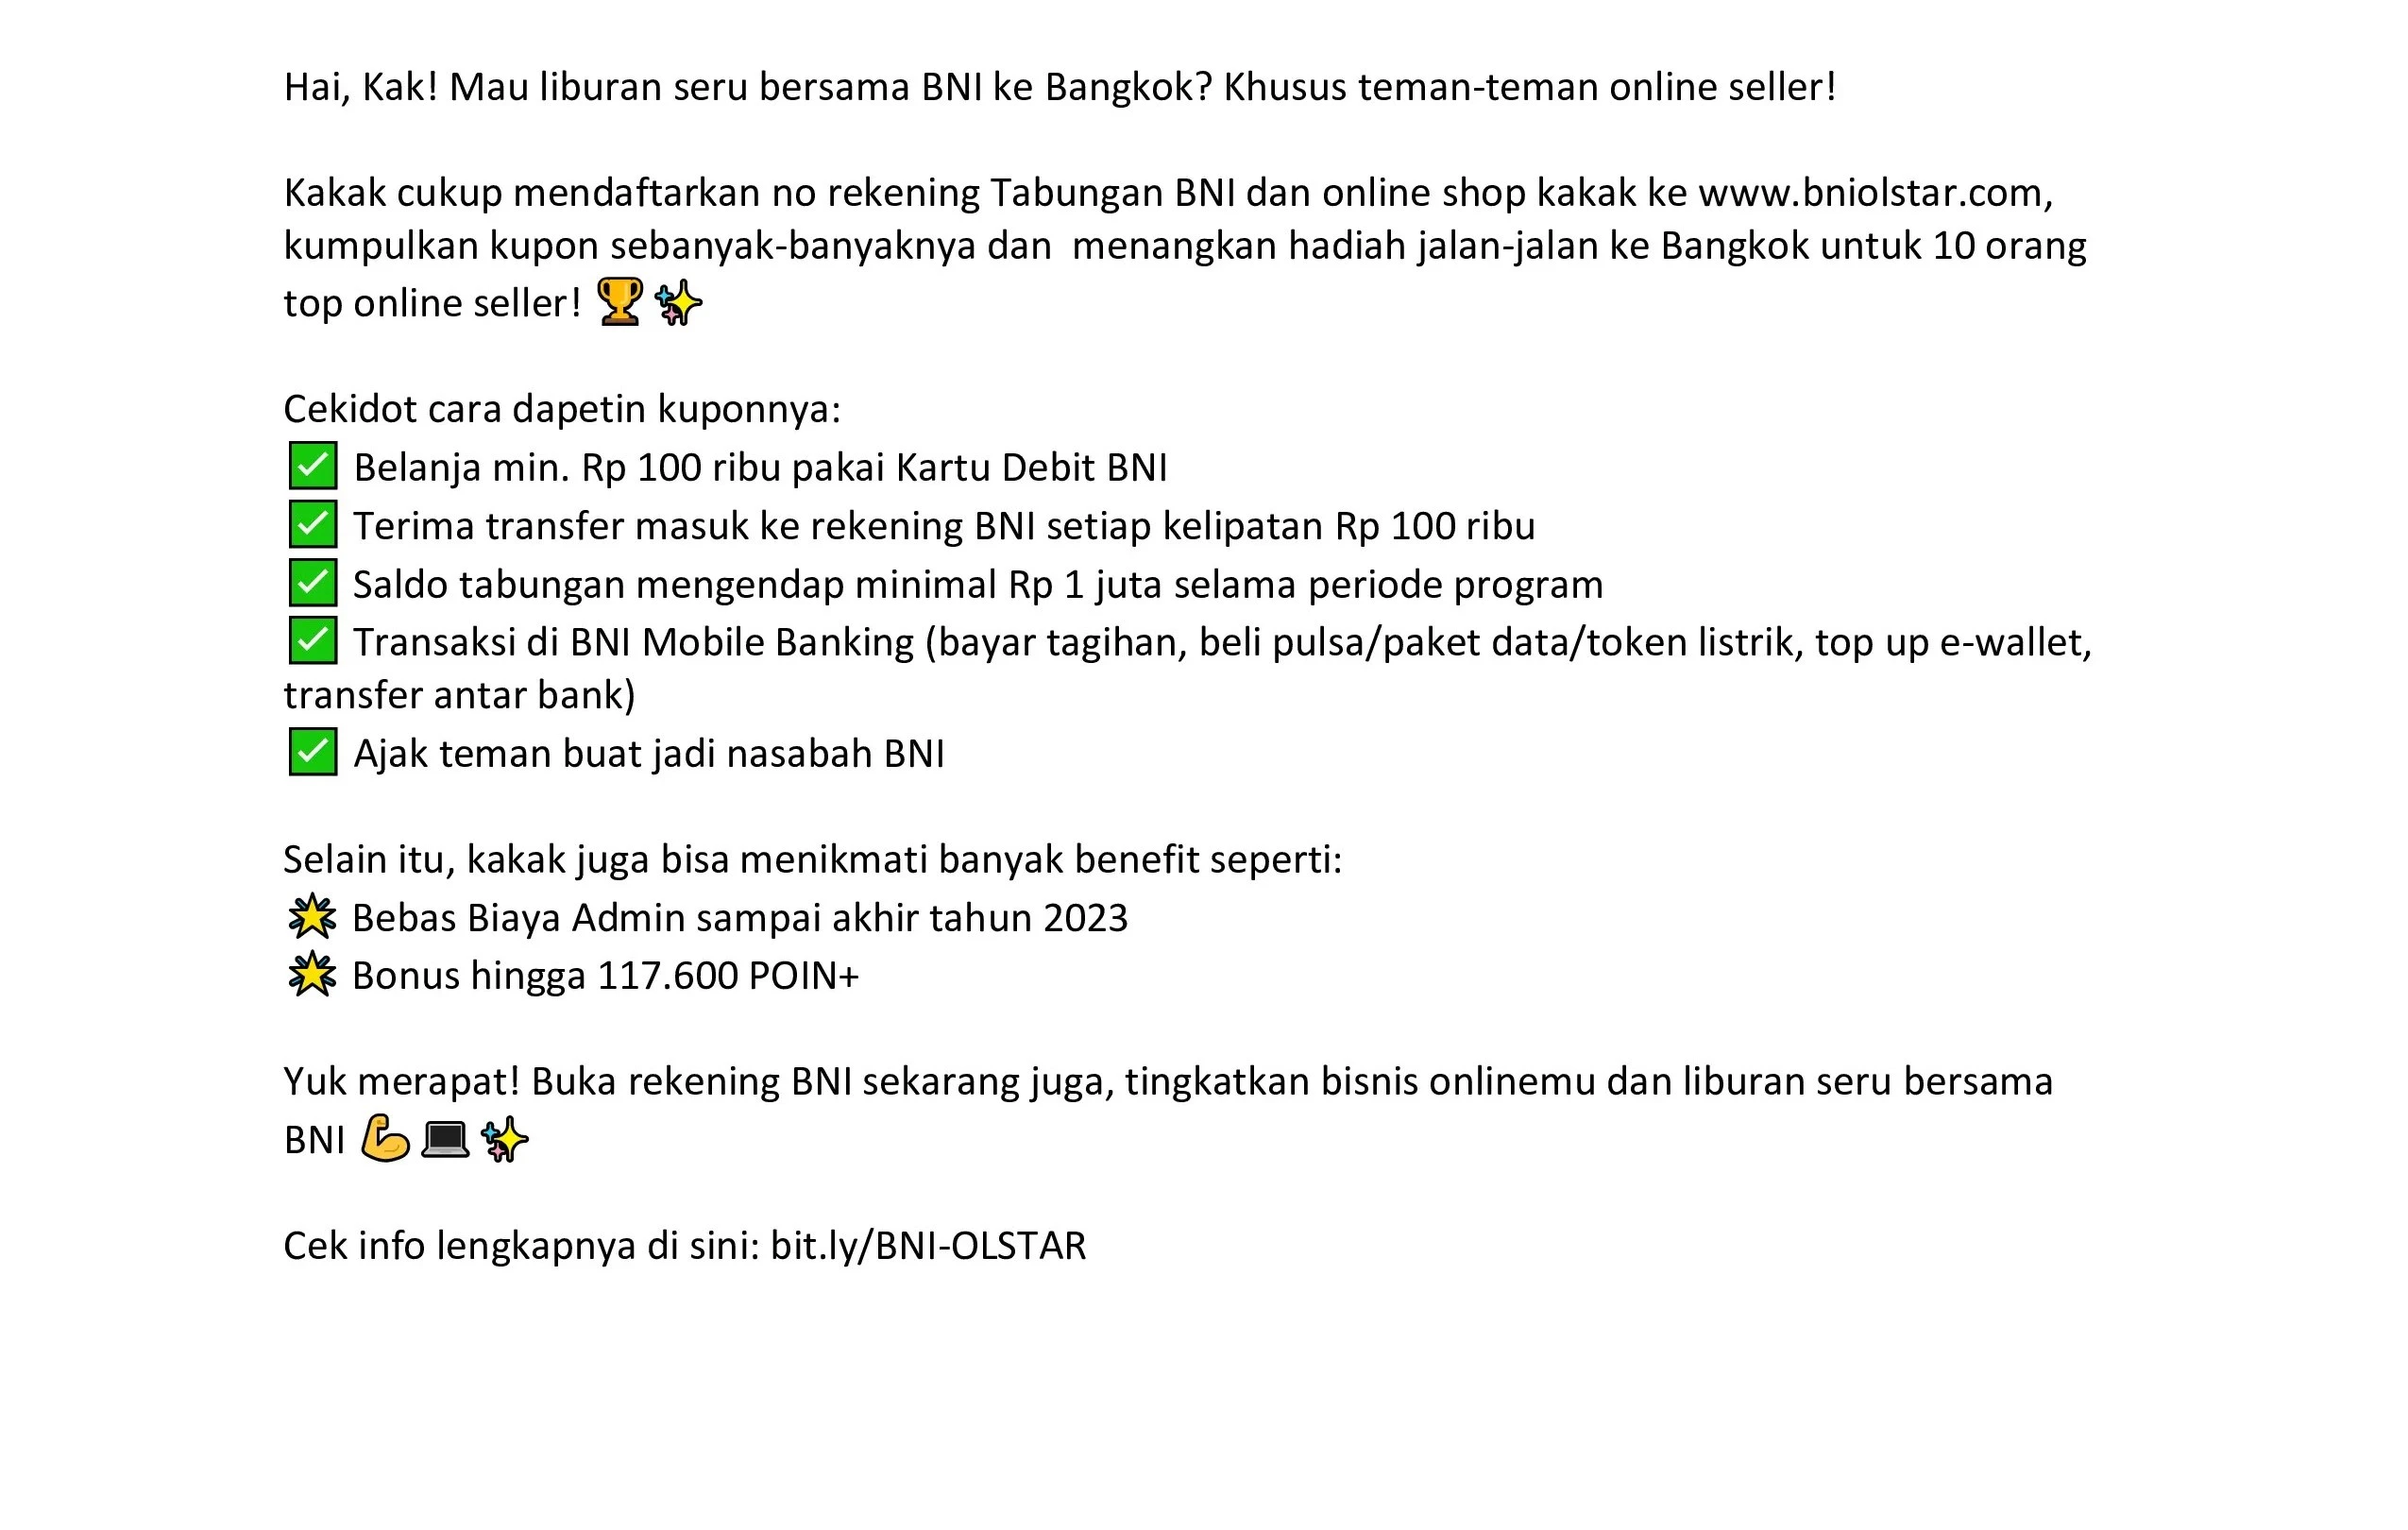 Hai, Kak! Mau liburan seru bersama BNI ke Bangkok? Khusus teman-teman online seller!
Kakak cukup mendaftarkan no rekening Tabungan BNI dan online shop kakak ke www.bniolstar.com,
kumpulkan kupon sebanyak-banyaknya dan  menangkan hadiah jalan-jalan ke Bangkok untuk 10 orang
top online seller! 🏆✨
Cekidot cara dapetin kuponnya:
✅ Belanja min. Rp 100 ribu pakai Kartu Debit BNI
✅ Terima transfer masuk ke rekening BNI setiap kelipatan Rp 100 ribu
✅ Saldo tabungan mengendap minimal Rp 1 juta selama periode program
✅ Transaksi di BNI Mobile Banking (bayar tagihan, beli pulsa/paket data/token listrik, top up e-wallet,
transfer antar bank)
✅ Ajak teman buat jadi nasabah BNI
Selain itu, kakak juga bisa menikmati banyak benefit seperti:
🌟 Bebas Biaya Admin sampai akhir tahun 2023
🌟 Bonus hingga 117.600 POIN+
Yuk merapat! Buka rekening BNI sekarang juga, tingkatkan bisnis onlinemu dan liburan seru bersama
BNI 💪💻✨
Cek info lengkapnya di sini: bit.ly/BNI-OLSTAR